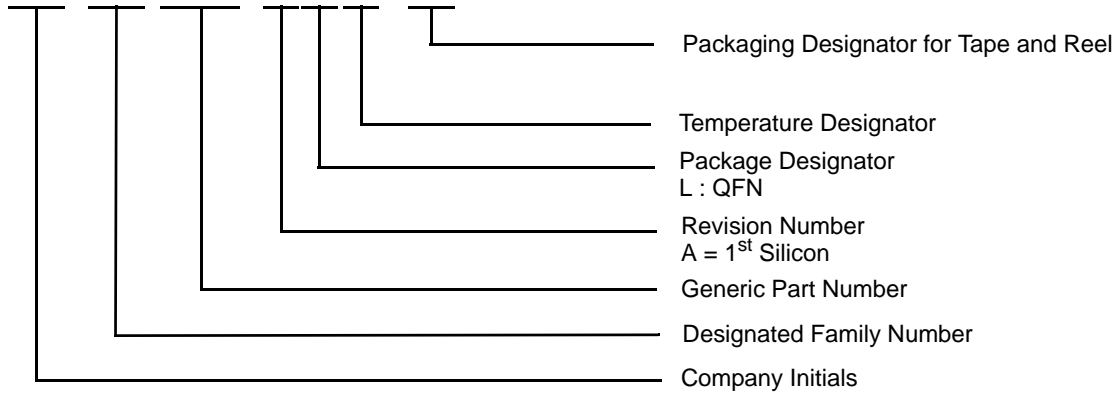 Packaging Designator for Tape and Reel
Temperature Designator
Package Designator
L : QFN
Revision Number
A = 1st Silicon
Generic Part Number
Designated Family Number
Company Initials